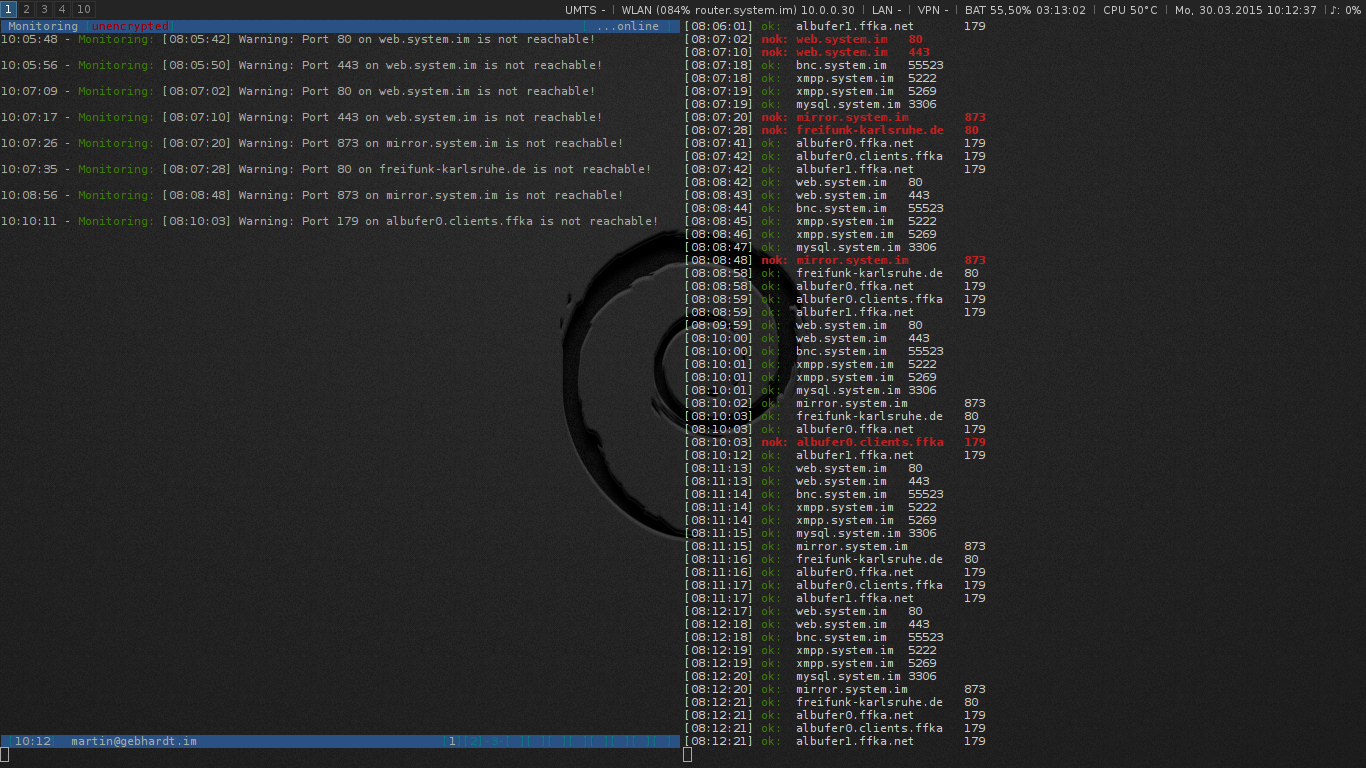 1 2 3 4 10
UMTS - | WLAN (084% router.system.im) 10.0.0.30 | LAN - | VPN - | BAT 55,50% 03:13:02 | CPU 50°C | Mo, 30.03.2015 10:12:37 | ♪: 0%
Monitoring unencrypted ...online
10:05:48 - Monitoring: [08:05:42] Warning: Port 80 on web.system.im is not reachable!
10:05:56 - Monitoring: [08:05:50] Warning: Port 443 on web.system.im is not reachable!
10:07:09 - Monitoring: [08:07:02] Warning: Port 80 on web.system.im is not reachable!
10:07:17 - Monitoring: [08:07:10] Warning: Port 443 on web.system.im is not reachable!
10:07:26 - Monitoring: [08:07:20] Warning: Port 873 on mirror.system.im is not reachable!
10:07:35 - Monitoring: [08:07:28] Warning: Port 80 on freifunk-karlsruhe.de is not reachable!
10:08:56 - Monitoring: [08:08:48] Warning: Port 873 on mirror.system.im is not reachable!
10:10:11 - Monitoring: [08:10:03] Warning: Port 179 on albufer0.clients.ffka is not reachable!
10:12 martin@gebhardt.im 1 2 3
[08:06:01] ok: albufer1.ffka.net 179
[08:07:02] nok: web.system.im 80
[08:07:10] nok: web.system.im 443
[08:07:18] ok: bnc.system.im 55523
[08:07:18] ok: xmpp.system.im 5222
[08:07:19] ok: xmpp.system.im 5269
[08:07:19] ok: mysql.system.im 3306
[08:07:20] nok: mirror.system.im 873
[08:07:28] nok: freifunk-karlsruhe.de 80
[08:07:41] ok: albufer0.ffka.net 179
[08:07:42] ok: albufer0.clients.ffka 179
[08:07:42] ok: albufer1.ffka.net 179
[08:08:42] ok: web.system.im 80
[08:08:43] ok: web.system.im 443
[08:08:44] ok: bnc.system.im 55523
[08:08:45] ok: xmpp.system.im 5222
[08:08:46] ok: xmpp.system.im 5269
[08:08:47] ok: mysql.system.im 3306
[08:08:48] nok: mirror.system.im 873
[08:08:58] ok: freifunk-karlsruhe.de 80
[08:08:58] ok: albufer0.ffka.net 179
[08:08:59] ok: albufer0.clients.ffka 179
[08:08:59] ok: albufer1.ffka.net 179
[08:09:59] ok: web.system.im 80
[08:10:00] ok: web.system.im 443
[08:10:00] ok: bnc.system.im 55523
[08:10:01] ok: xmpp.system.im 5222
[08:10:01] ok: xmpp.system.im 5269
[08:10:01] ok: mysql.system.im 3306
[08:10:02] ok: mirror.system.im 873
[08:10:03] ok: freifunk-karlsruhe.de 80
[08:10:03] ok: albufer0.ffka.net 179
[08:10:03] nok: albufer0.clients.ffka 179
[08:10:12] ok: albufer1.ffka.net 179
[08:11:13] ok: web.system.im 80
[08:11:13] ok: web.system.im 443
[08:11:14] ok: bnc.system.im 55523
[08:11:14] ok: xmpp.system.im 5222
[08:11:14] ok: xmpp.system.im 5269
[08:11:15] ok: mysql.system.im 3306
[08:11:15] ok: mirror.system.im 873
[08:11:16] ok: freifunk-karlsruhe.de 80
[08:11:16] ok: albufer0.ffka.net 179
[08:11:17] ok: albufer0.clients.ffka 179
[08:11:17] ok: albufer1.ffka.net 179
[08:12:17] ok: web.system.im 80
[08:12:18] ok: web.system.im 443
[08:12:18] ok: bnc.system.im 55523
[08:12:19] ok: xmpp.system.im 5222
[08:12:19] ok: xmpp.system.im 5269
[08:12:20] ok: mysql.system.im 3306
[08:12:20] ok: mirror.system.im 873
[08:12:21] ok: freifunk-karlsruhe.de 80
[08:12:21] ok: albufer0.ffka.net 179
[08:12:21] ok: albufer0.clients.ffka 179
[08:12:21] ok: albufer1.ffka.net 179